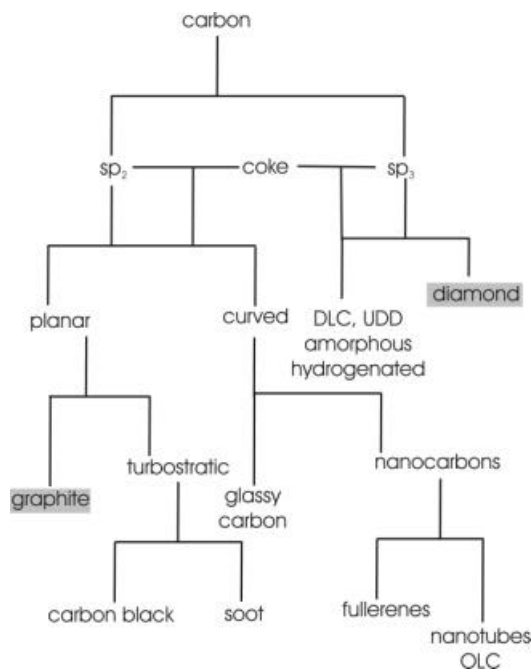 carbon
sp₂
coke
sp₃
diamond
planar
curved
DLC, UDD
amorphous
hydrogenated
graphite
turbostratic
glassy
carbon
nanocarbons
carbon black
soot
fullerenes
nanotubes
OLC